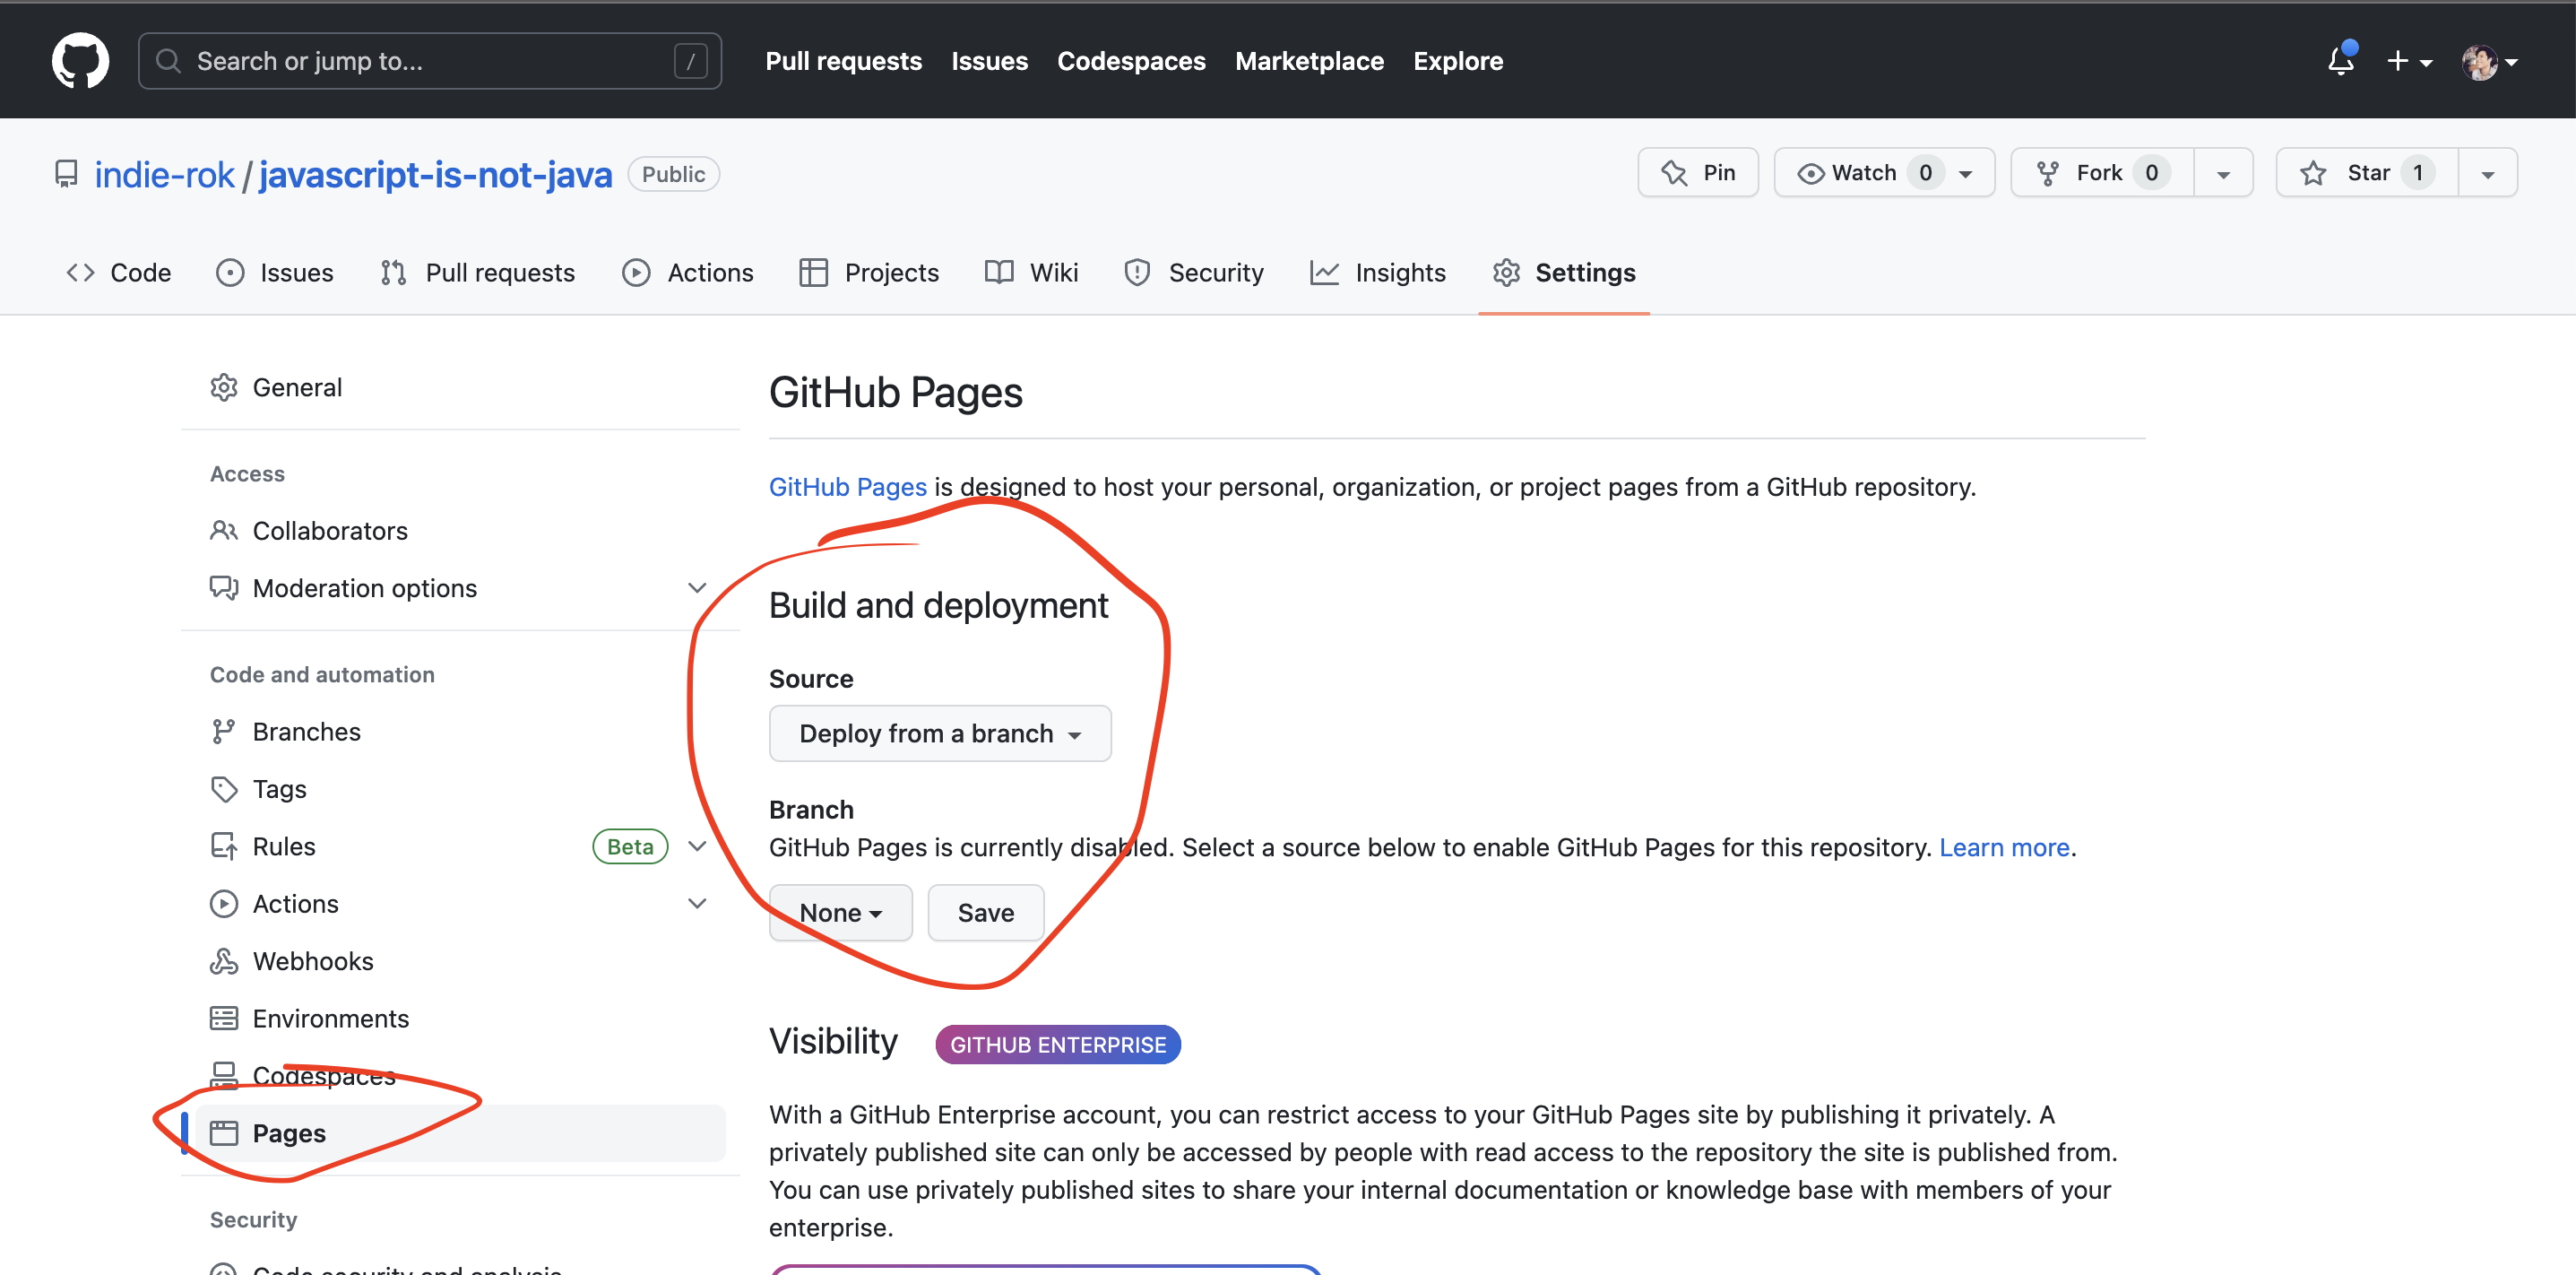 Search or jump to... /
Pull requests Issues Codespaces Marketplace Explore
indie-rok / javascript-is-not-java Public
Pin Watch 0 Fork 0 Star 1
Code Issues Pull requests Actions Projects Wiki Security Insights Settings
General
Access
Collaborators
Moderation options
Code and automation
Branches
Tags
Rules Beta
Actions
Webhooks
Environments
Codespaces
Pages
Security
Code security and analysis
GitHub Pages
GitHub Pages is designed to host your personal, organization, or project pages from a GitHub repository.
Build and deployment
Source
Deploy from a branch
Branch
GitHub Pages is currently disabled. Select a source below to enable GitHub Pages for this repository. Learn more.
None Save
Visibility GITHUB ENTERPRISE
With a GitHub Enterprise account, you can restrict access to your GitHub Pages site by publishing it privately. A
privately published site can only be accessed by people with read access to the repository the site is published from.
You can use privately published sites to share your internal documentation or knowledge base with members of your
enterprise.